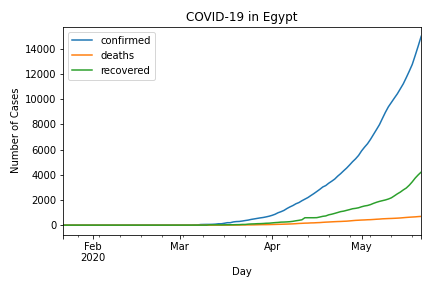 COVID-19 in Egypt
confirmed
deaths
recovered
Number of Cases
14000
12000
10000
8000
6000
4000
2000
0
Feb
2020
Mar
Apr
May
Day